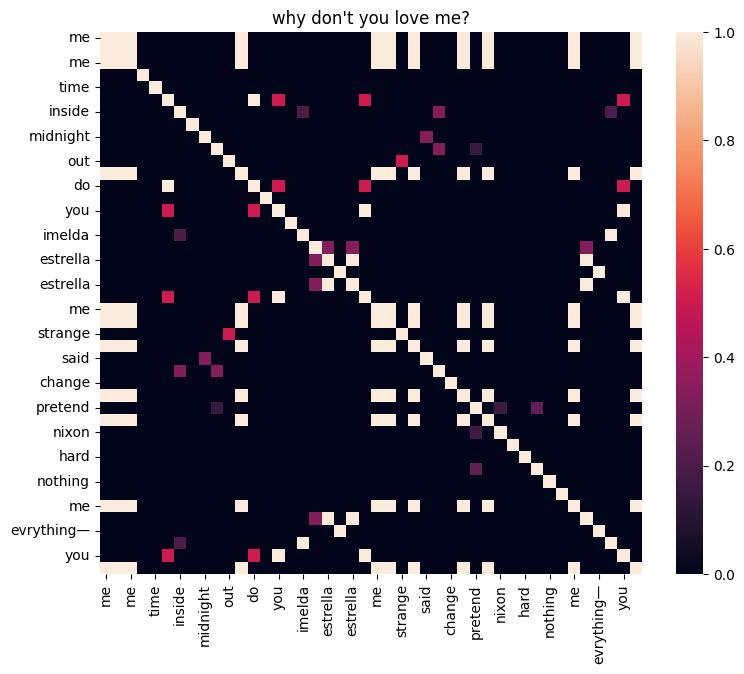 why don't you love me?
me
me
time
inside
midnight
out
do
you
imelda
estrella
estrella
me
strange
said
change
pretend
nixon
hard
nothing
me
evrything—
you
1.0
0.8
0.6
0.4
0.2
0.0
me
me
time
inside
midnight
out
do
you
imelda
estrella
estrella
me
strange
said
change
pretend
nixon
hard
nothing
me
evrything—
you